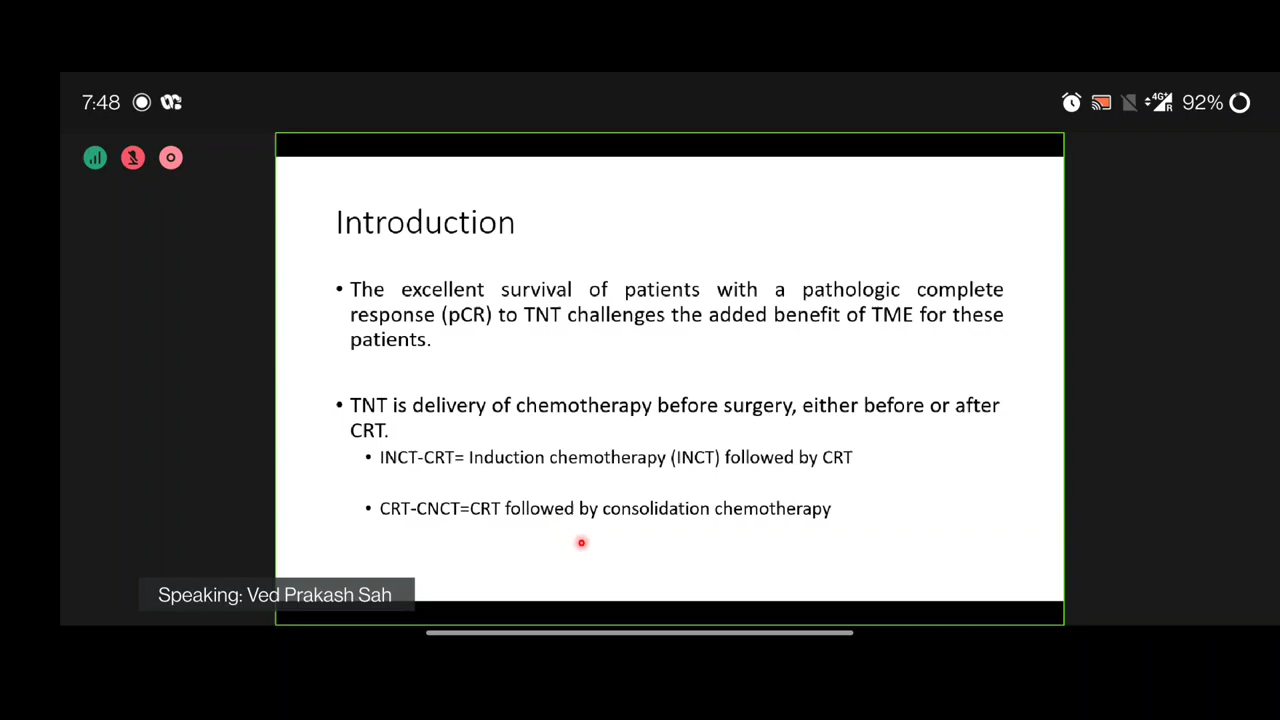 7:48
4G+
R
92%
Introduction
• The excellent survival of patients with a pathologic complete
response (pCR) to TNT challenges the added benefit of TME for these
patients.
• TNT is delivery of chemotherapy before surgery, either before or after
CRT.
• INCT-CRT= Induction chemotherapy (INCT) followed by CRT
• CRT-CNCT=CRT followed by consolidation chemotherapy
Speaking: Ved Prakash Sah